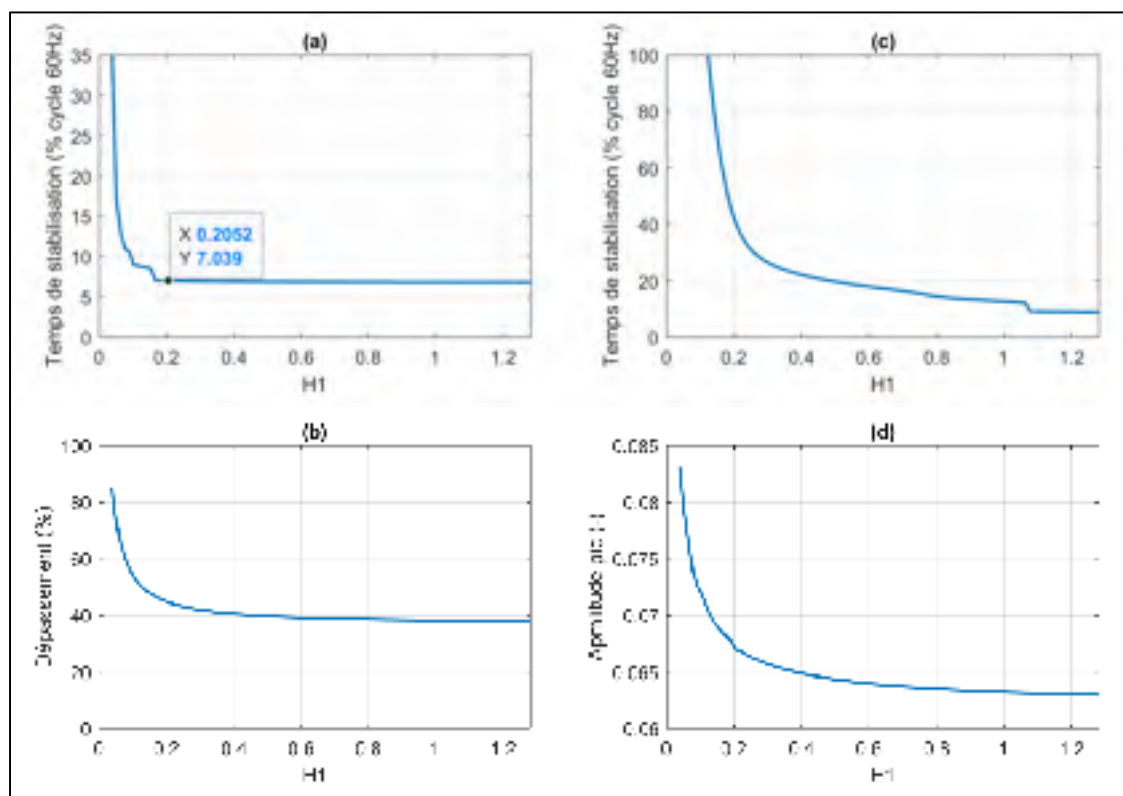 (a)
Temps de stabilisation (% cycle 60Hz)
35
30
25
20
15
10
5
0
X 0.2052
Y 7.039
0 0.2 0.4 0.6 0.8 1 1.2
H1
(c)
Temps de stabilisation (% cycle 60Hz)
100
80
60
40
20
0
0 0.2 0.4 0.6 0.8 1 1.2
H1
(b)
Dépassement (%)
100
80
60
40
20
0
0 0.2 0.4 0.6 0.8 1 1.2
H1
(d)
Apmlitude pic (-)
0.085
0.08
0.075
0.07
0.065
0.06
0 0.2 0.4 0.6 0.8 1 1.2
H1